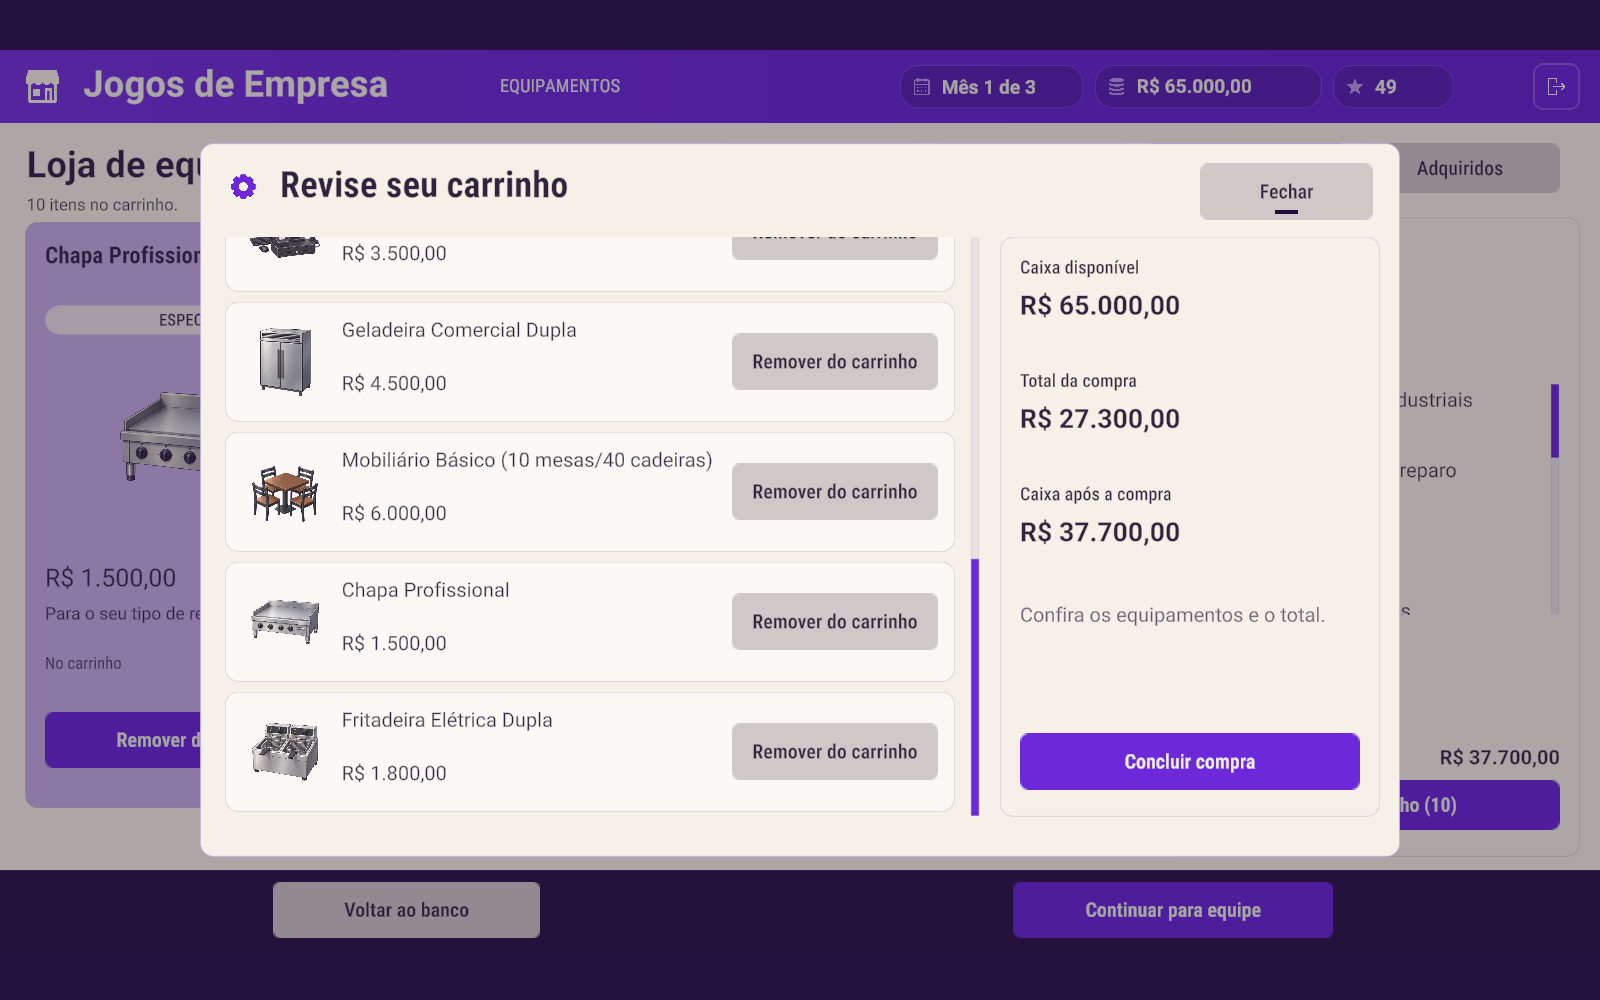 Jogos de Empresa
EQUIPAMENTOS
Mês 1 de 3
R$ 65.000,00
49
Loja de equ
10 itens no carrinho.
Adquiridos
Chapa Profission
ESPEC
R$ 1.500,00
Para o seu tipo de re
No carrinho
Remover d
Revise seu carrinho
Fechar
R$ 3.500,00
Remover do carrinho
Geladeira Comercial Dupla
R$ 4.500,00
Remover do carrinho
Mobiliário Básico (10 mesas/40 cadeiras)
R$ 6.000,00
Remover do carrinho
Chapa Profissional
R$ 1.500,00
Remover do carrinho
Fritadeira Elétrica Dupla
R$ 1.800,00
Remover do carrinho
Caixa disponível
R$ 65.000,00
Total da compra
R$ 27.300,00
Caixa após a compra
R$ 37.700,00
Confira os equipamentos e o total.
Concluir compra
dustriais
reparo
s
R$ 37.700,00
ho (10)
Voltar ao banco
Continuar para equipe